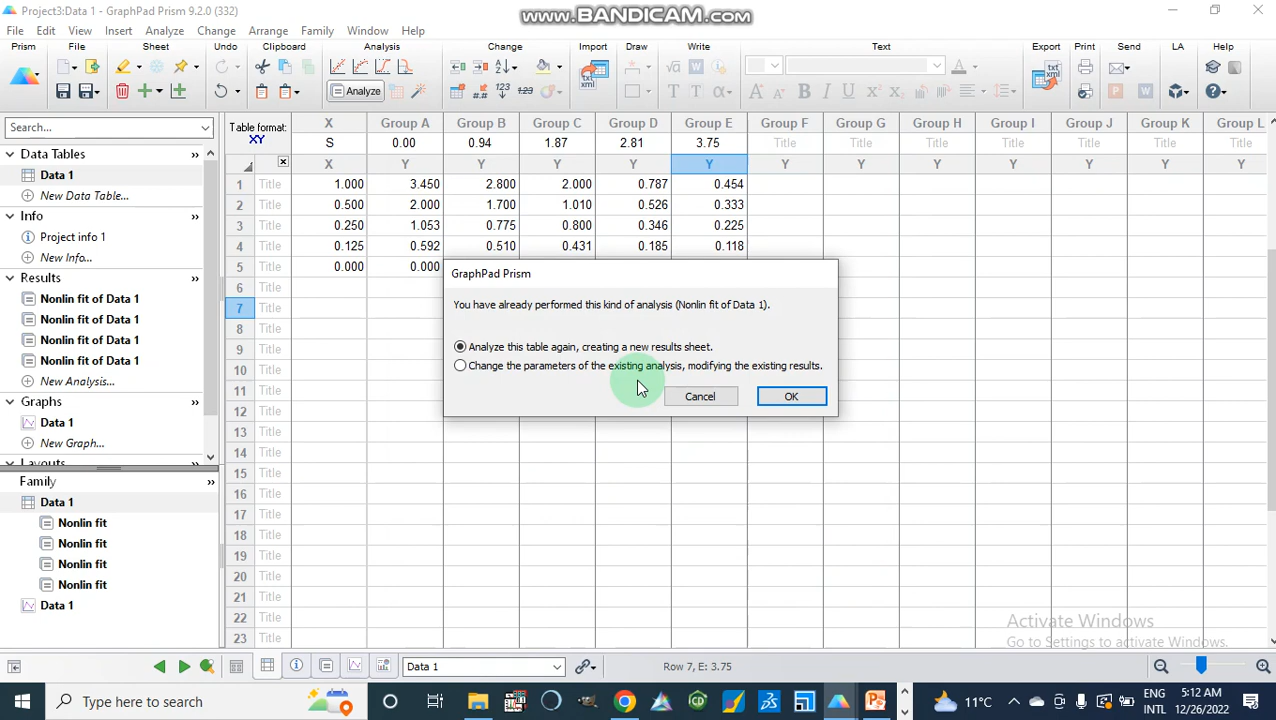 Project3:Data 1 - GraphPad Prism 9.2.0 (332)
www.BANDICAM.com
File Edit View Insert Analyze Change Arrange Family Window Help
Prism File Sheet Undo Clipboard Analysis Change Import Draw Write Text Export Print Send LA Help
Analyze
Search...
Data Tables
Data 1
New Data Table...
Info
Project info 1
New Info...
Results
Nonlin fit of Data 1
Nonlin fit of Data 1
Nonlin fit of Data 1
Nonlin fit of Data 1
New Analysis...
Graphs
Data 1
New Graph...
Layouts
Family
Data 1
Nonlin fit
Nonlin fit
Nonlin fit
Nonlin fit
Data 1
Table format:
XY
X Group A Group B Group C Group D Group E Group F Group G Group H Group I Group J Group K Group L
S 0.00 0.94 1.87 2.81 3.75 Title Title Title Title Title Title Title
X Y Y Y Y Y Y Y Y Y Y Y Y
1 Title 1.000 3.450 2.800 2.000 0.787 0.454
2 Title 0.500 2.000 1.700 1.010 0.526 0.333
3 Title 0.250 1.053 0.775 0.800 0.346 0.225
4 Title 0.125 0.592 0.510 0.431 0.185 0.118
5 Title 0.000 0.000
6 Title
7 Title
8 Title
9 Title
10 Title
11 Title
12 Title
13 Title
14 Title
15 Title
16 Title
17 Title
18 Title
19 Title
20 Title
21 Title
22 Title
23 Title
GraphPad Prism
You have already performed this kind of analysis (Nonlin fit of Data 1).
Analyze this table again, creating a new results sheet.
Change the parameters of the existing analysis, modifying the existing results.
Cancel OK
Activate Windows
Go to Settings to activate Windows.
Data 1
Row 7, E: 3.75
Type here to search
11°C
ENG
INTL
5:12 AM
12/26/2022